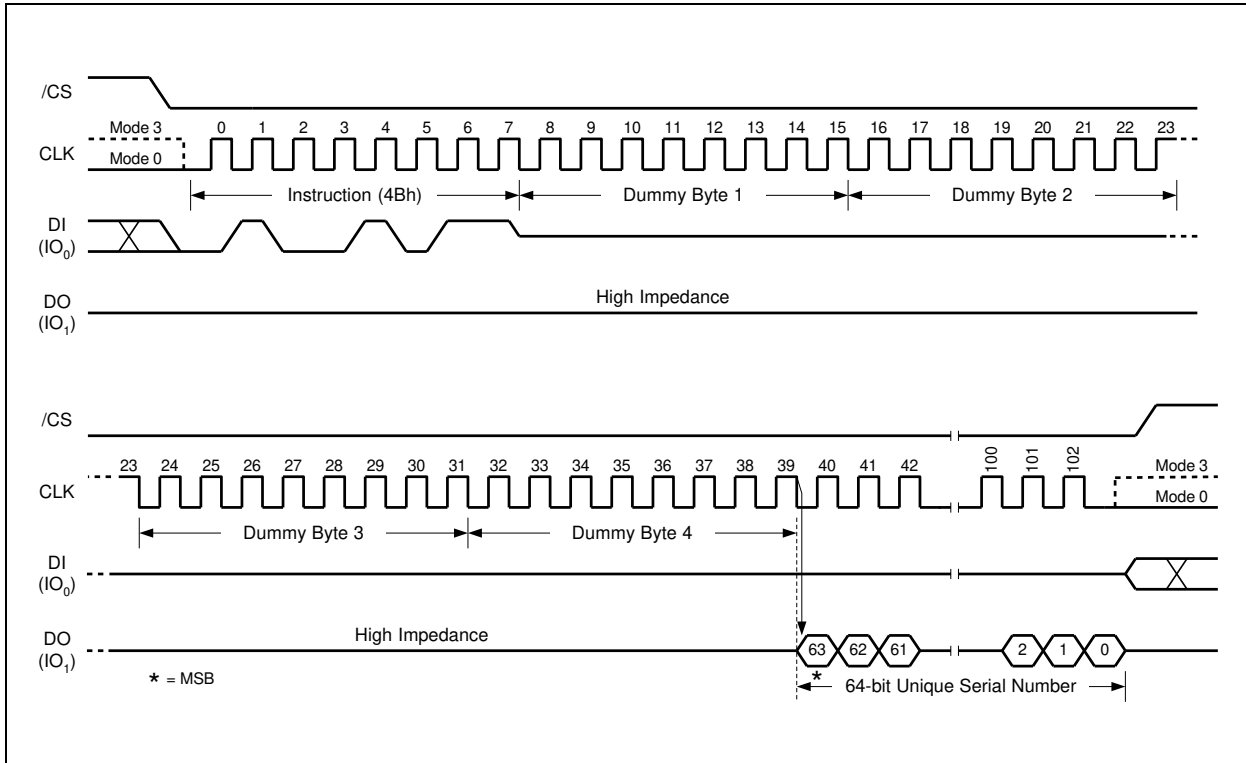 /CS
Mode 3 0 1 2 3 4 5 6 7 8 9 10 11 12 13 14 15 16 17 18 19 20 21 22 23
CLK
Mode 0
Instruction (4Bh) Dummy Byte 1 Dummy Byte 2
DI
(IO0)
High Impedance
DO
(IO1)
/CS
23 24 25 26 27 28 29 30 31 32 33 34 35 36 37 38 39 40 41 42 100 101 102 Mode 3
CLK
Mode 0
Dummy Byte 3 Dummy Byte 4
DI
(IO0)
High Impedance
DO
(IO1)
63 62 61 2 1 0
* = MSB
*
64-bit Unique Serial Number